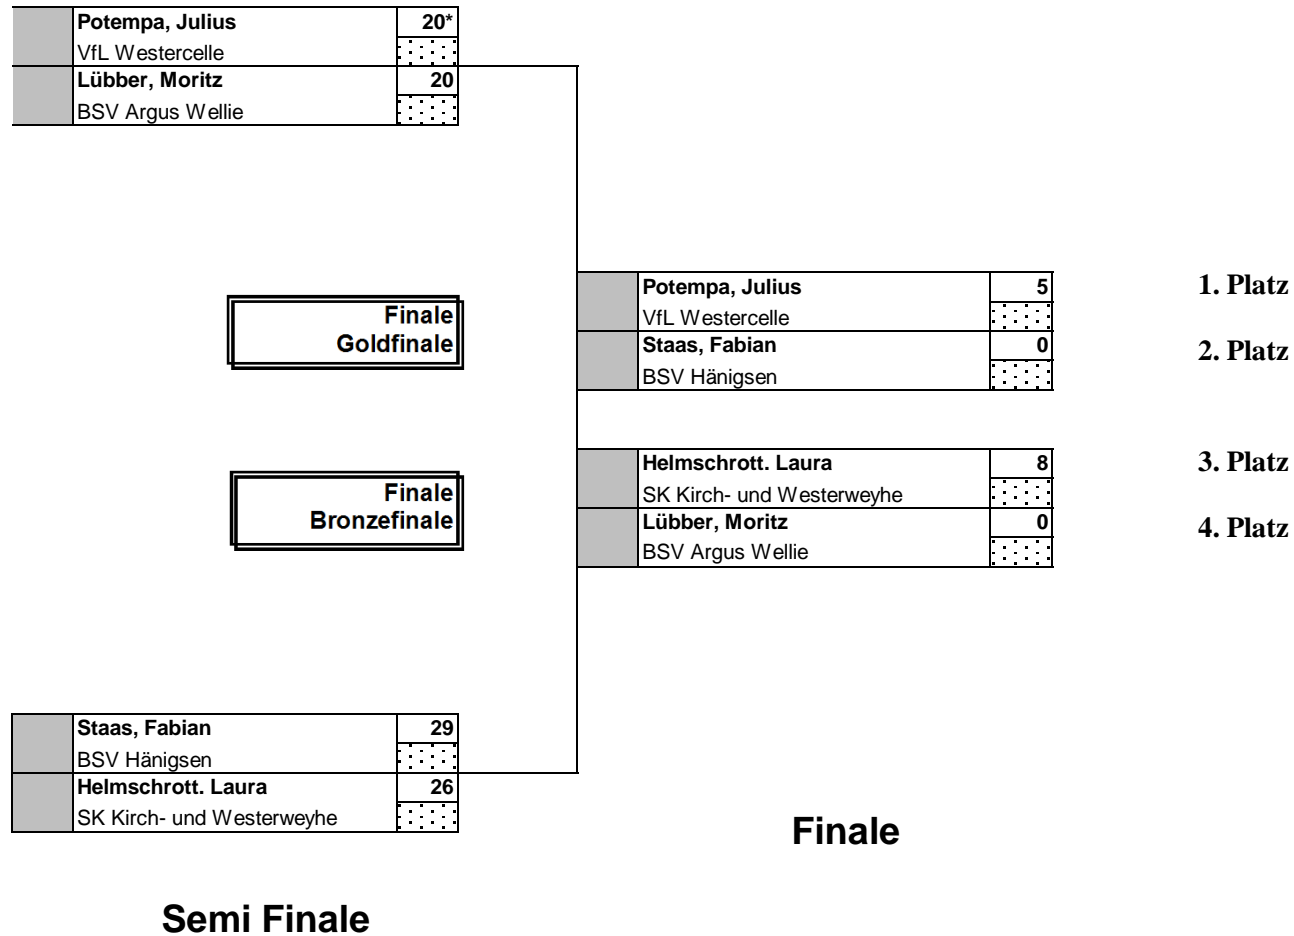 Potempa, Julius 20*
VfL Westercelle
Lübber, Moritz 20
BSV Argus Wellie
Finale
Goldfinale
Potempa, Julius 5 1. Platz
VfL Westercelle
Staas, Fabian 0 2. Platz
BSV Hänigsen
Finale
Bronzefinale
Helmschrott. Laura 8 3. Platz
SK Kirch- und Westerweyhe
Lübber, Moritz 0 4. Platz
BSV Argus Wellie
Staas, Fabian 29
BSV Hänigsen
Helmschrott. Laura 26
SK Kirch- und Westerweyhe
Finale
Semi Finale